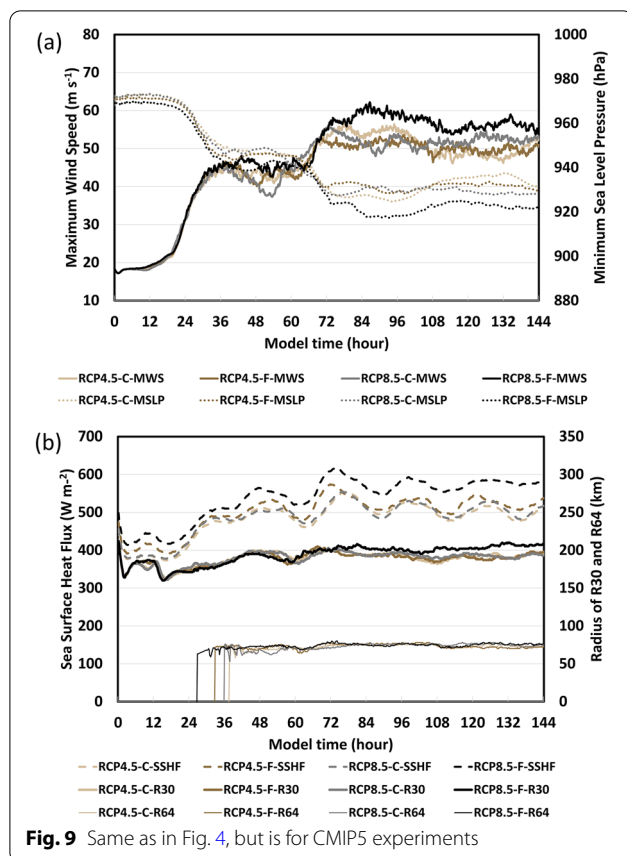 (a)
Maximum Wind Speed (m s⁻¹)
80
70
60
50
40
30
20
10
1000
980
960
940
920
900
880
Minimum Sea Level Pressure (hPa)
0 12 24 36 48 60 72 84 96 108 120 132 144
Model time (hour)
RCP4.5-C-MWS RCP4.5-F-MWS RCP8.5-C-MWS RCP8.5-F-MWS
RCP4.5-C-MSLP RCP4.5-F-MSLP RCP8.5-C-MSLP RCP8.5-F-MSLP
(b)
Sea Surface Heat Flux (W m⁻²)
700
600
500
400
300
200
100
0
350
300
250
200
150
100
50
0
Radius of R30 and R64 (km)
0 12 24 36 48 60 72 84 96 108 120 132 144
Model time (hour)
RCP4.5-C-SSHF RCP4.5-F-SSHF RCP8.5-C-SSHF RCP8.5-F-SSHF
RCP4.5-C-R30 RCP4.5-F-R30 RCP8.5-C-R30 RCP8.5-F-R30
RCP4.5-C-R64 RCP4.5-F-R64 RCP8.5-C-R64 RCP8.5-F-R64
Fig. 9 Same as in Fig. 4, but is for CMIP5 experiments